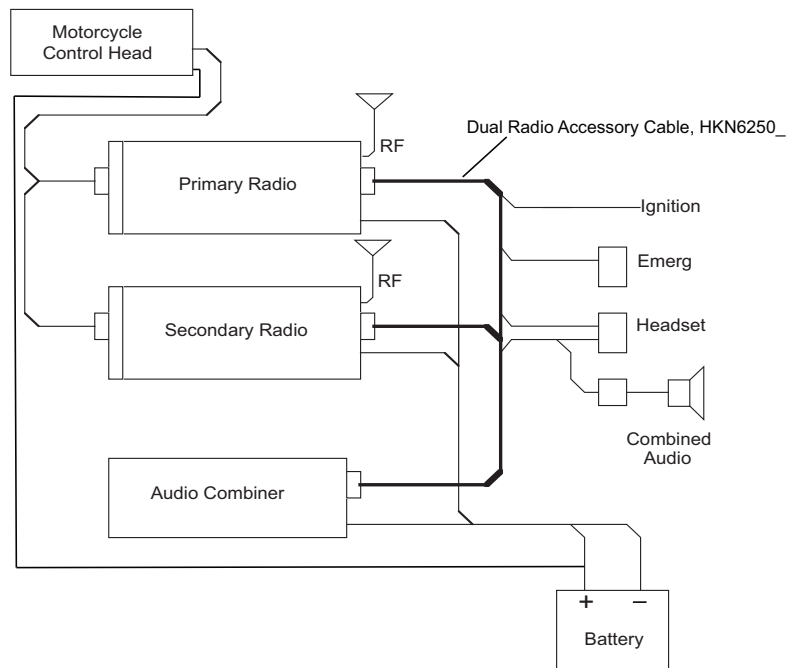 Motorcycle
Control Head
RF
Dual Radio Accessory Cable, HKN6250_
Primary Radio
Ignition
Emerg
RF
Secondary Radio
Headset
Combined
Audio
Audio Combiner
+ −
Battery